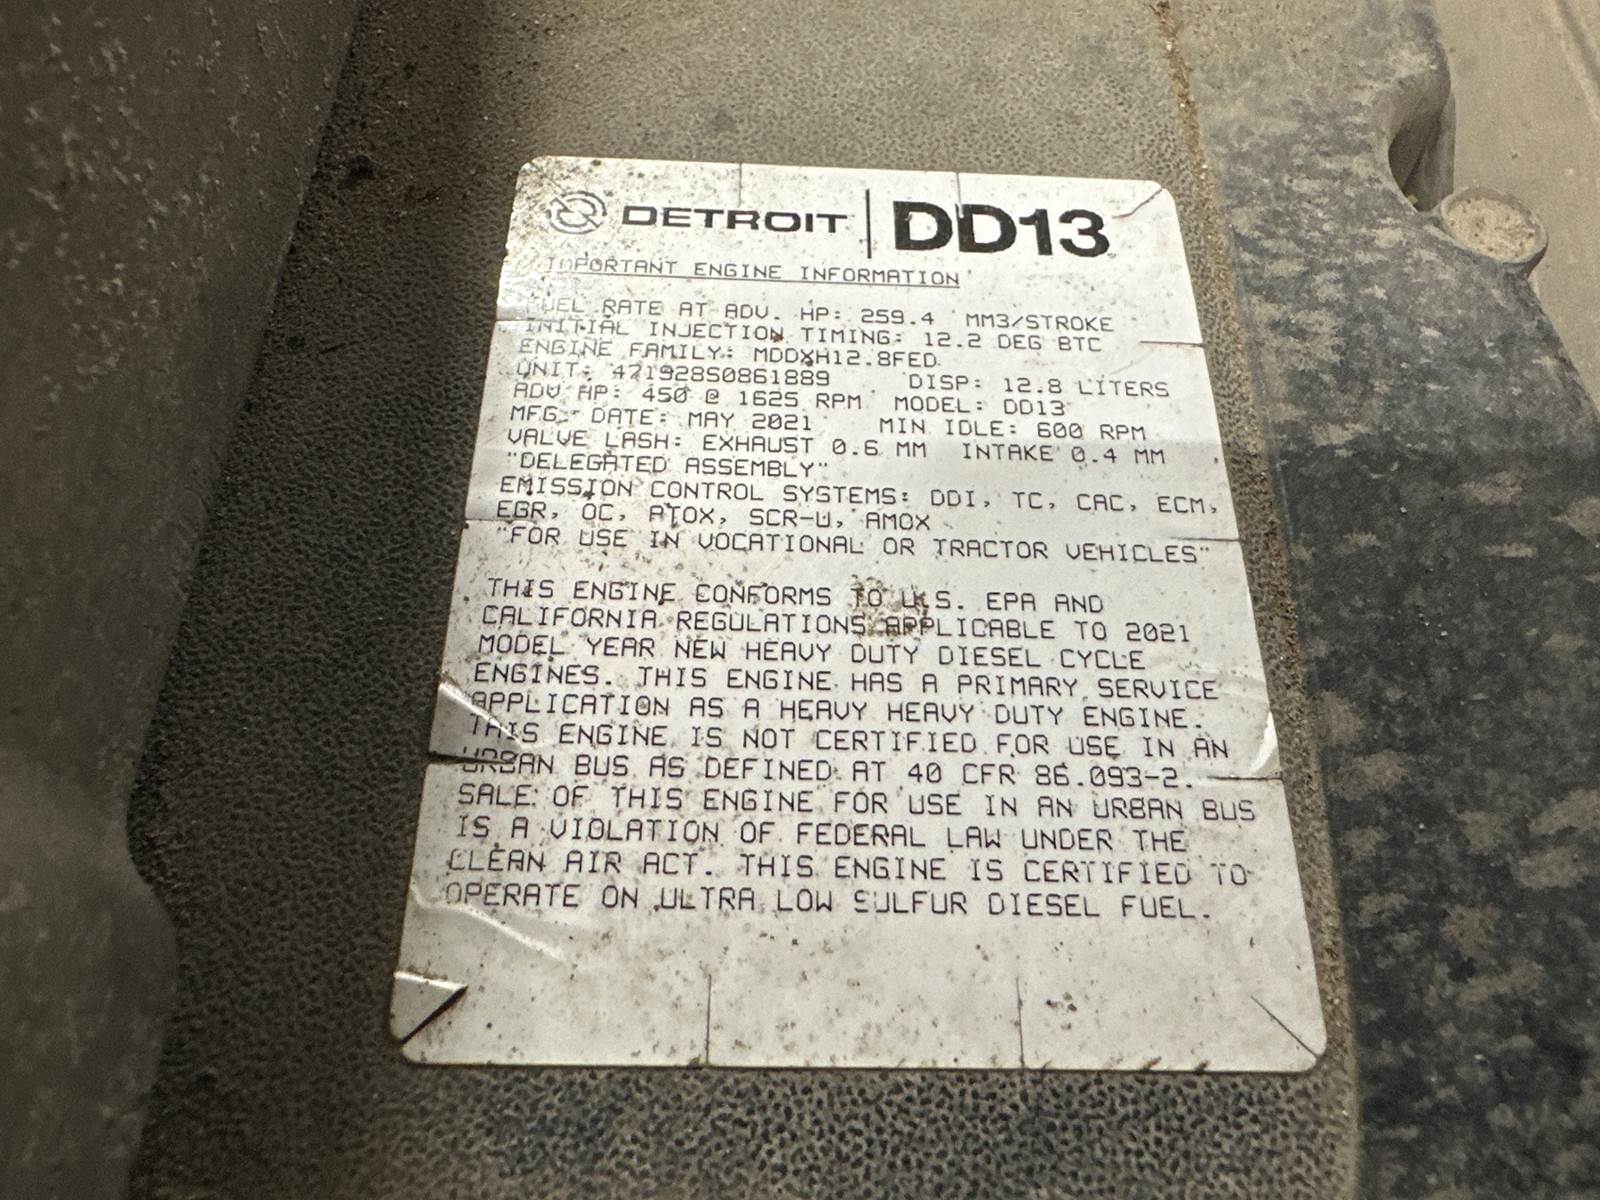 DETROIT | DD13
IMPORTANT ENGINE INFORMATION
FUEL RATE AT ADV. HP: 259.4 MM3/STROKE
INITIAL INJECTION TIMING: 12.2 DEG BTC
ENGINE FAMILY: MDDXH12.8FED
UNIT: 471928S0861889 DISP: 12.8 LITERS
ADV HP: 450 @ 1625 RPM MODEL: DD13
MFG. DATE: MAY 2021 MIN IDLE: 600 RPM
VALVE LASH: EXHAUST 0.6 MM INTAKE 0.4 MM
"DELEGATED ASSEMBLY"
EMISSION CONTROL SYSTEMS: DDI, TC, CAC, ECM,
EGR, OC, PTOX, SCR-U, AMOX
"FOR USE IN VOCATIONAL OR TRACTOR VEHICLES"
THIS ENGINE CONFORMS TO U.S. EPA AND
CALIFORNIA REGULATIONS APPLICABLE TO 2021
MODEL YEAR NEW HEAVY DUTY DIESEL CYCLE
ENGINES. THIS ENGINE HAS A PRIMARY SERVICE
APPLICATION AS A HEAVY HEAVY DUTY ENGINE.
THIS ENGINE IS NOT CERTIFIED FOR USE IN AN
URBAN BUS AS DEFINED AT 40 CFR 86.093-2.
SALE OF THIS ENGINE FOR USE IN AN URBAN BUS
IS A VIOLATION OF FEDERAL LAW UNDER THE
CLEAN AIR ACT. THIS ENGINE IS CERTIFIED TO
OPERATE ON ULTRA LOW SULFUR DIESEL FUEL.